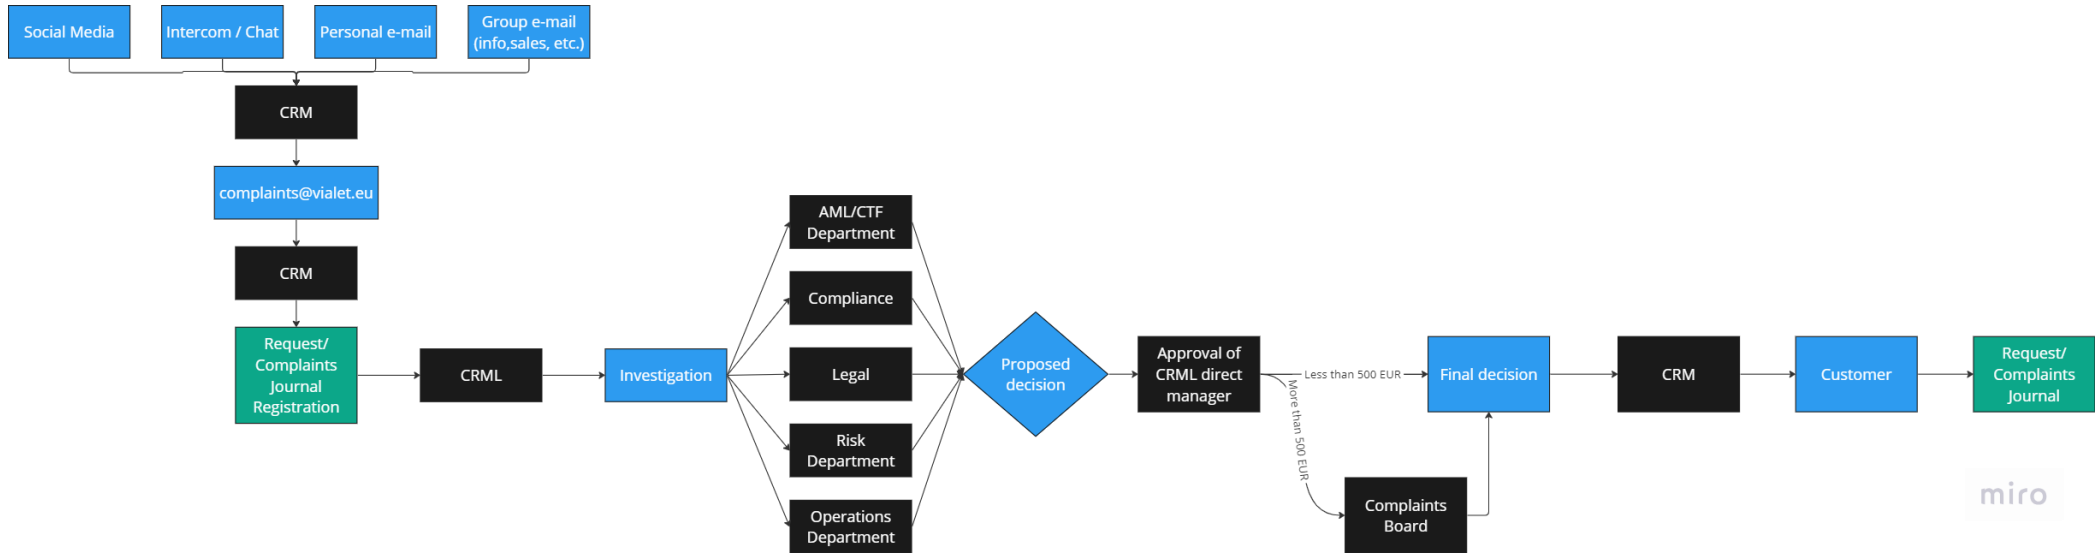 Social Media
Intercom / Chat
Personal e-mail
Group e-mail
(info,sales, etc.)
CRM
complaints@vialet.eu
CRM
Request/
Complaints
Journal
Registration
CRML
Investigation
AML/CTF
Department
Compliance
Legal
Risk
Department
Operations
Department
Proposed
decision
Approval of
CRML direct
manager
Less than 500 EUR
More than 500 EUR
Complaints
Board
Final decision
CRM
Customer
Request/
Complaints
Journal
miro